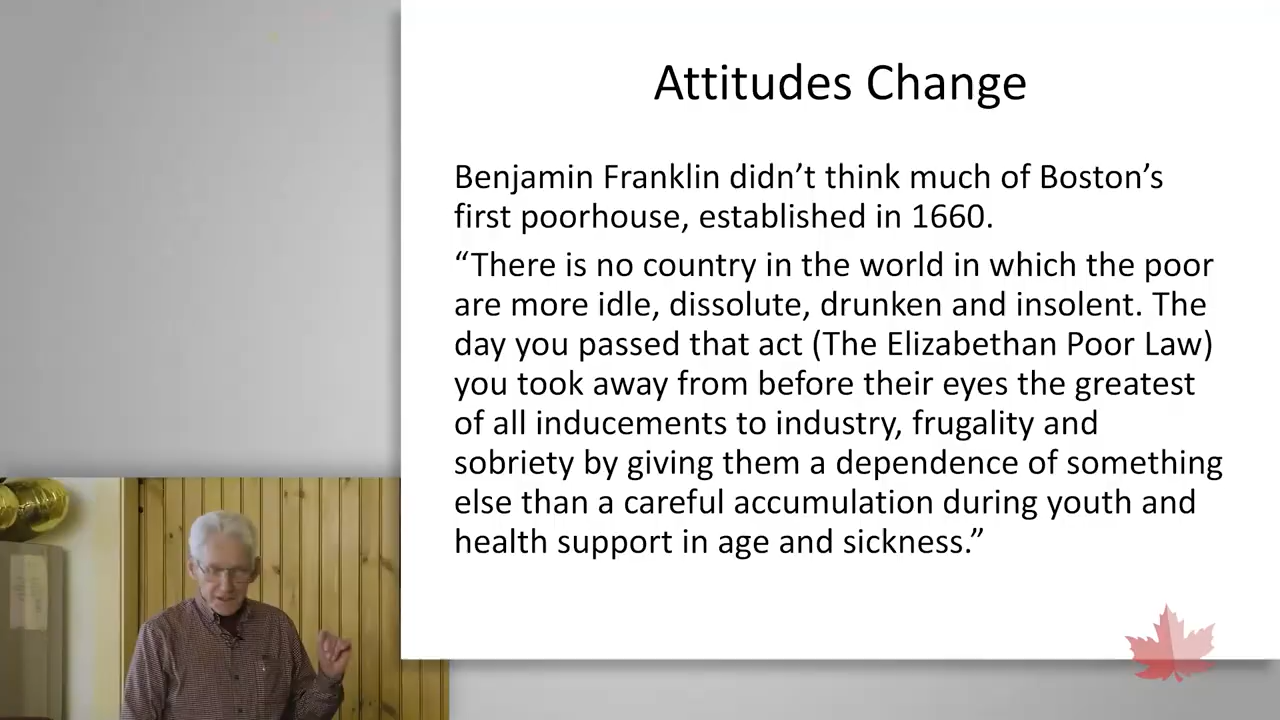 Attitudes Change
Benjamin Franklin didn’t think much of Boston’s
first poorhouse, established in 1660.
“There is no country in the world in which the poor
are more idle, dissolute, drunken and insolent. The
day you passed that act (The Elizabethan Poor Law)
you took away from before their eyes the greatest
of all inducements to industry, frugality and
sobriety by giving them a dependence of something
else than a careful accumulation during youth and
health support in age and sickness.”